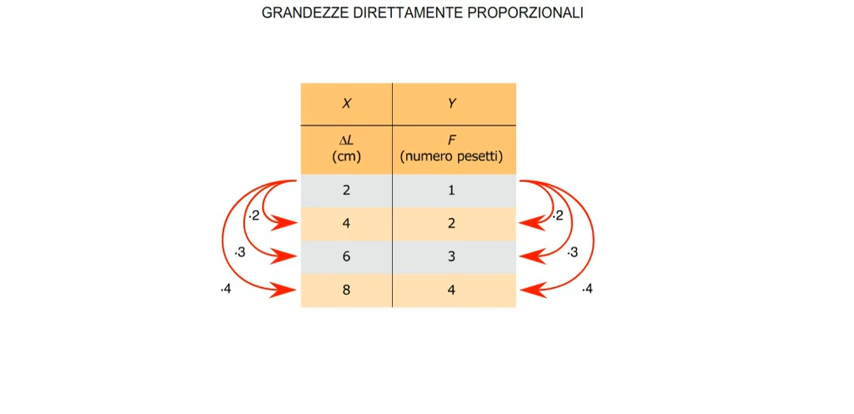 GRANDEZZE DIRETTAMENTE PROPORZIONALI
X Y
ΔL F
(cm) (numero pesetti)
2 1
·2 4 2 ·2
·3 6 3 ·3
·4 8 4 ·4